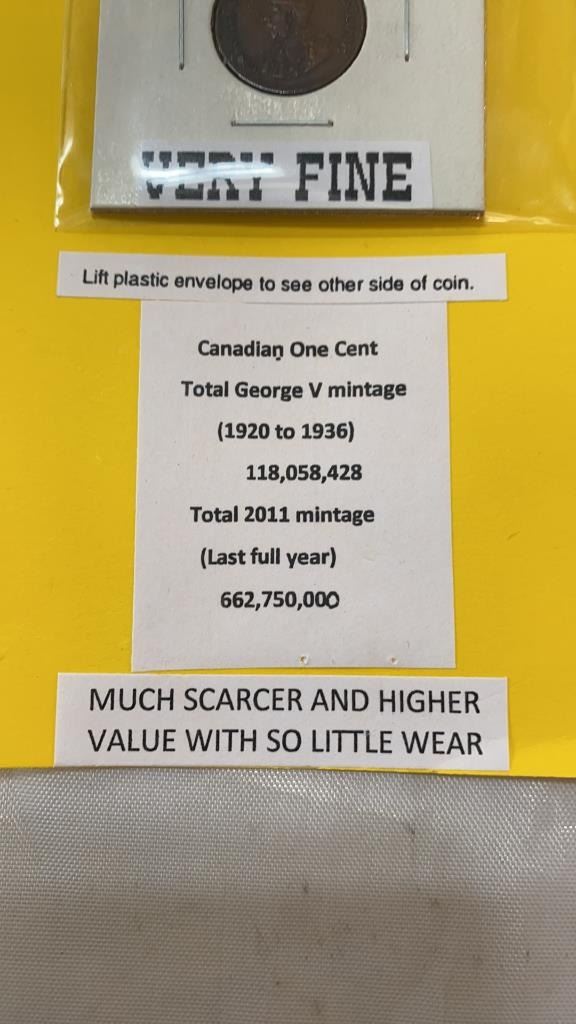 VERY FINE
Lift plastic envelope to see other side of coin.
Canadian One Cent
Total George V mintage
(1920 to 1936)
118,058,428
Total 2011 mintage
(Last full year)
662,750,000
MUCH SCARCER AND HIGHER
VALUE WITH SO LITTLE WEAR